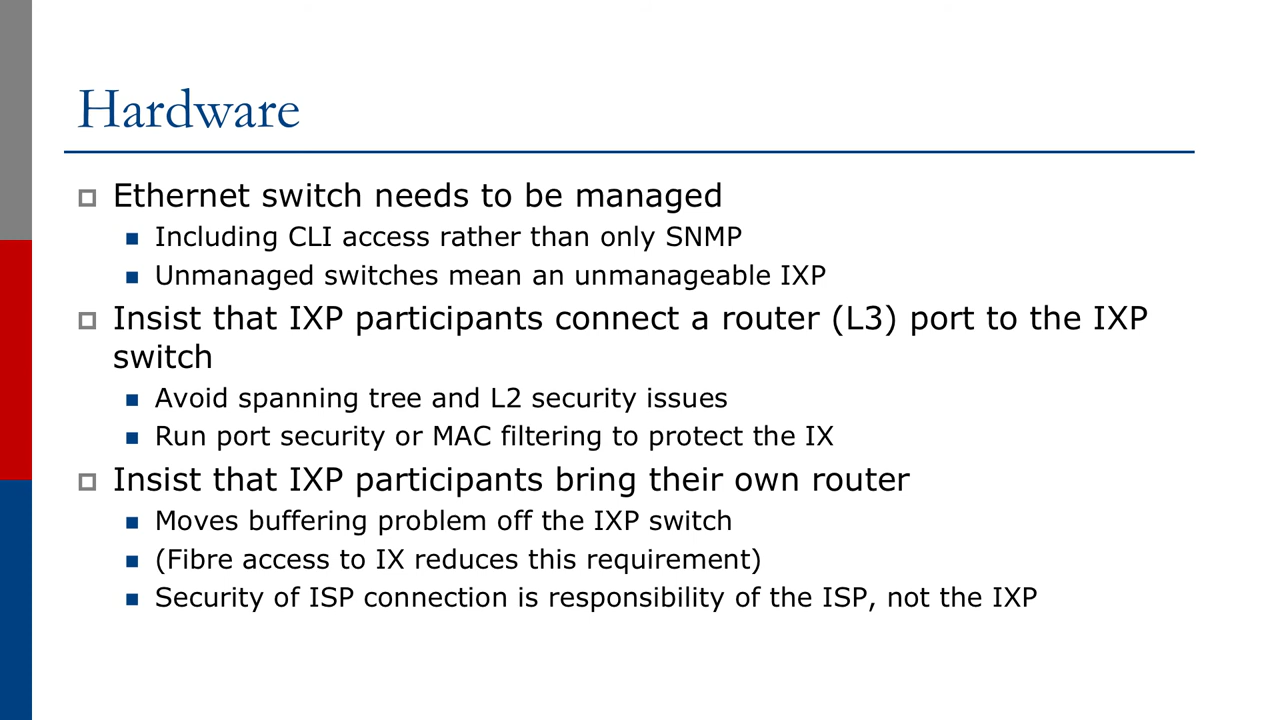 Hardware
Ethernet switch needs to be managed
Including CLI access rather than only SNMP
Unmanaged switches mean an unmanageable IXP
Insist that IXP participants connect a router (L3) port to the IXP
switch
Avoid spanning tree and L2 security issues
Run port security or MAC filtering to protect the IX
Insist that IXP participants bring their own router
Moves buffering problem off the IXP switch
(Fibre access to IX reduces this requirement)
Security of ISP connection is responsibility of the ISP, not the IXP